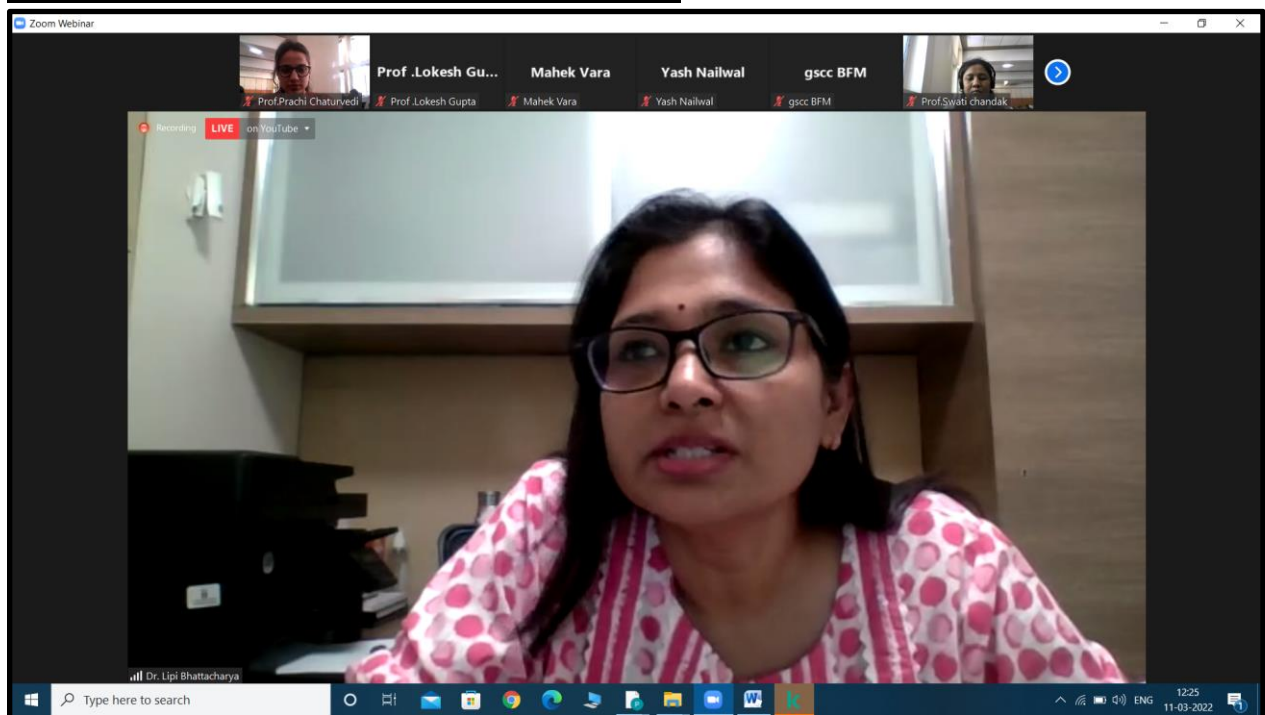 Zoom Webinar
Prof .Lokesh Gu...
Mahek Vara
Yash Nailwal
gscc BFM
Prof.Prachi Chaturvedi
Prof .Lokesh Gupta
Mahek Vara
Yash Nailwal
gscc BFM
Prof.Swati chandak
Recording
LIVE
on YouTube
Dr. Lipi Bhattacharya
Type here to search
ENG
12:25
11-03-2022